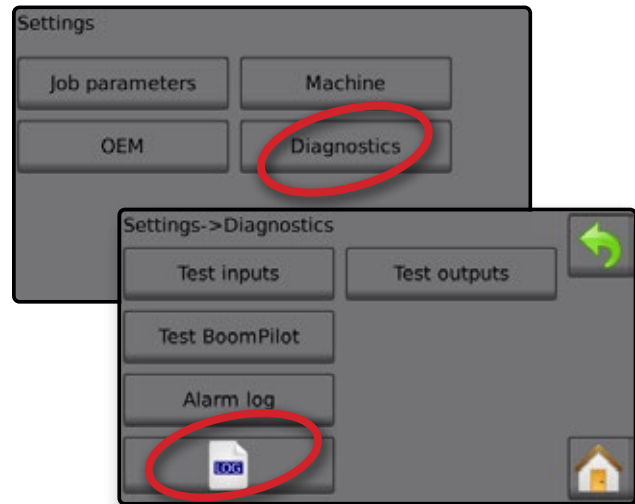 Settings
Job parameters
Machine
OEM
Diagnostics
Settings->Diagnostics
Test inputs
Test outputs
Test BoomPilot
Alarm log
LOG